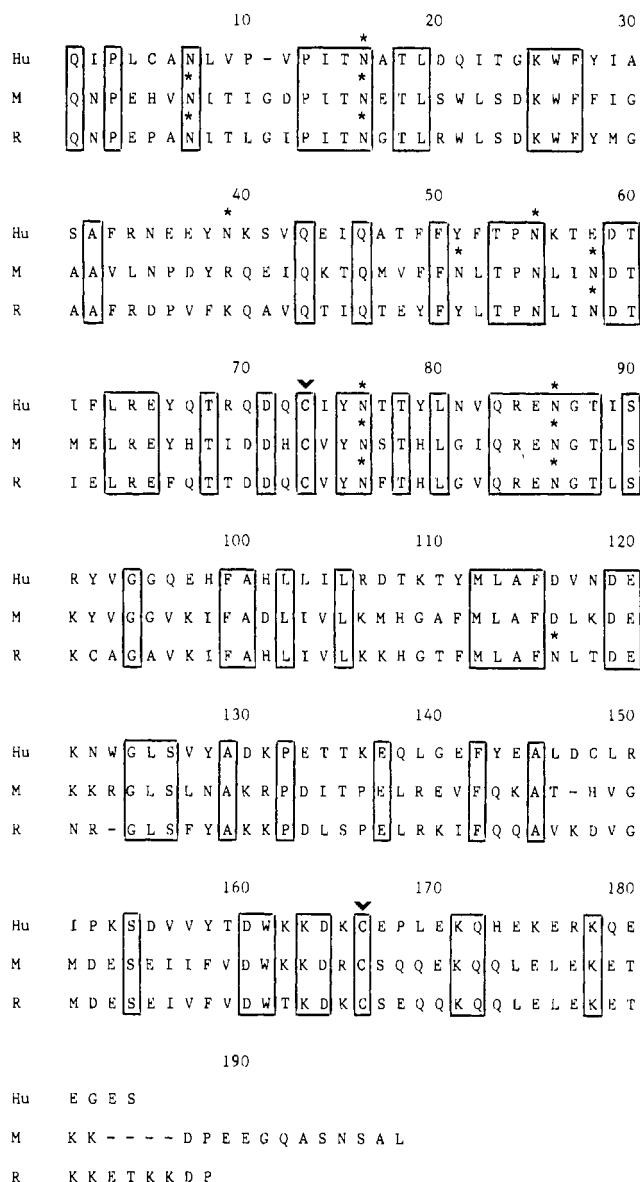 10 20 30
*
Hu Q I P L C A N L V P - V P I T N A T L D Q I T G K W F Y I A
* *
M Q N P E H V N I T I G D P I T N E T L S W L S D K W F F I G
* *
R Q N P E P A N I T L G I P I T N G T L R W L S D K W F Y M G
40 50 60
* *
Hu S A F R N E E Y N K S V Q E I Q A T F F Y F T P N K T E D T
* *
M A A V L N P D Y R Q E I Q K T Q M V F F N L T P N L I N D T
*
R A A F R D P V F K Q A V Q T I Q T E Y F Y L T P N L I N D T
70 80 90
* *
Hu I F L R E Y Q T R Q D Q C I Y N T T Y L N V Q R E N G T I S
* *
M M E L R E Y H T I D D H C V Y N S T H L G I Q R E N G T L S
* *
R I E L R E F Q T T D D Q C V Y N F T H L G V Q R E N G T L S
100 110 120
Hu R Y V G G Q E H F A H L L I L R D T K T Y M L A F D V N D E
M K Y V G G V K I F A D L I V L K M H G A F M L A F D L K D E
*
R K C A G A V K I F A H L I V L K K H G T F M L A F N L T D E
130 140 150
Hu K N W G L S V Y A D K P E T T K E Q L G E F Y E A L D C L R
M K K R G L S L N A K R P D I T P E L R E V F Q K A T - H V G
R N R - G L S F Y A K K P D L S P E L R K I F Q Q A V K D V G
160 170 180
Hu I P K S D V V Y T D W K K D K C E P L E K Q H E K E R K Q E
M M D E S E I I F V D W K K D R C S Q Q E K Q Q L E L E K E T
R M D E S E I V F V D W T K D K C S E Q Q K Q Q L E L E K E T
190
Hu E G E S
M K K - - - - D P E E G Q A S N S A L
R K K E T K K D P